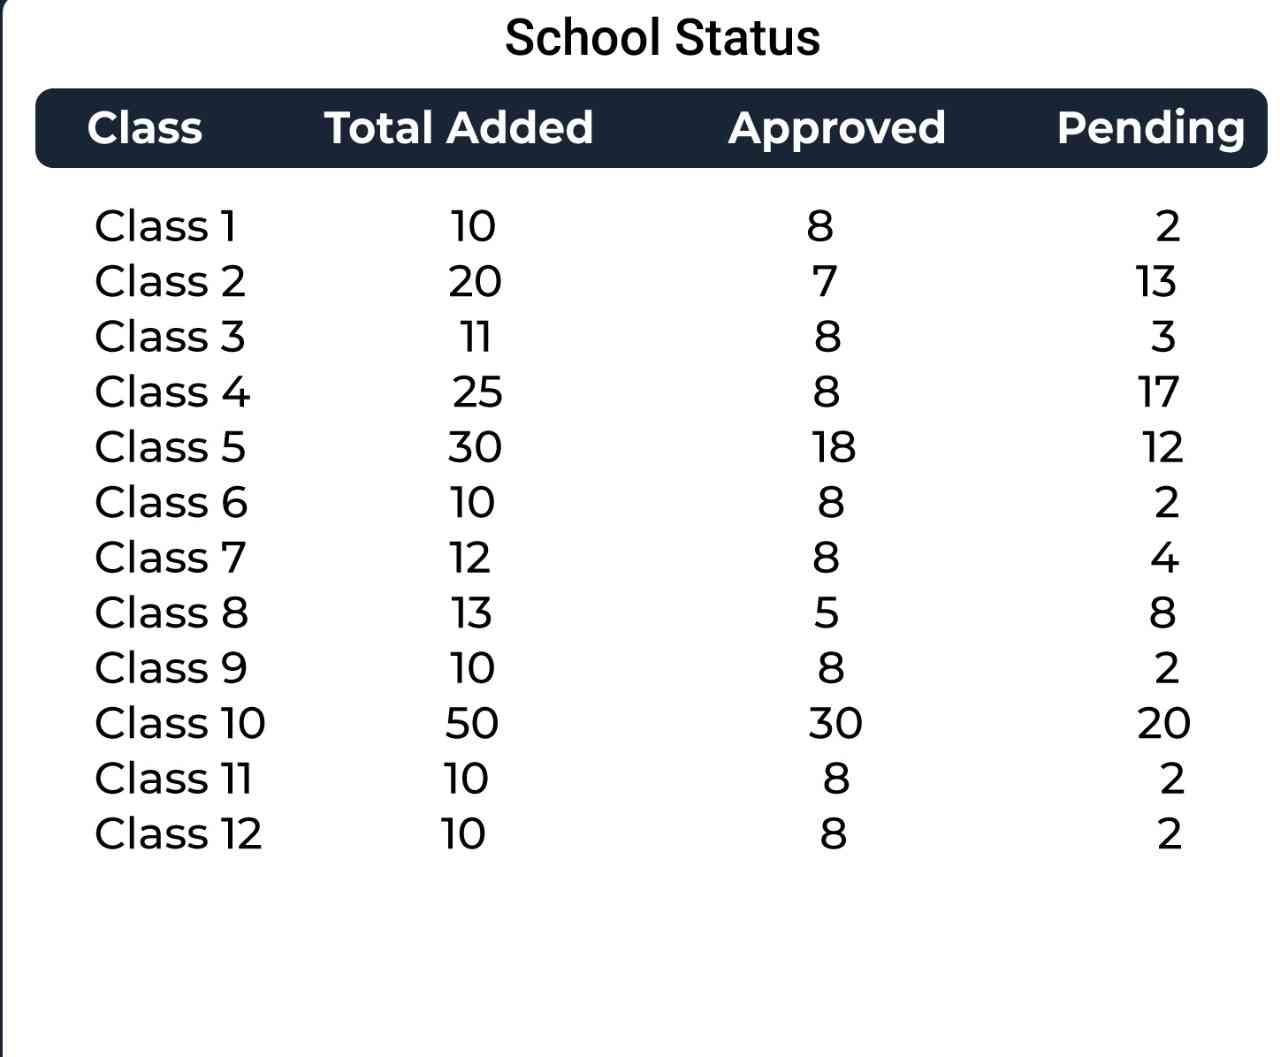 School Status
Class Total Added Approved Pending
Class 1 10 8 2
Class 2 20 7 13
Class 3 11 8 3
Class 4 25 8 17
Class 5 30 18 12
Class 6 10 8 2
Class 7 12 8 4
Class 8 13 5 8
Class 9 10 8 2
Class 10 50 30 20
Class 11 10 8 2
Class 12 10 8 2